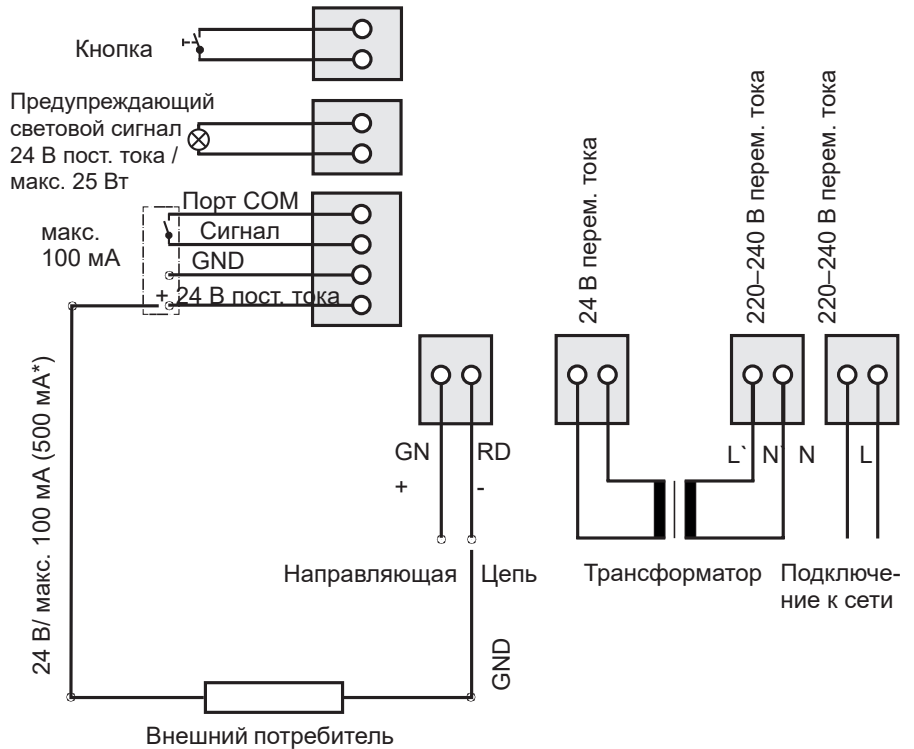 Кнопка
Предупреждающий
световой сигнал
24 В пост. тока /
макс. 25 Вт
Порт COM
Сигнал
GND
+ 24 В пост. тока
макс.
100 мА
24 В/ макс. 100 мА (500 мА*)
GN
RD
+
-
Направляющая
Цепь
GND
Внешний потребитель
24 В перем. тока
220–240 В перем. тока
220–240 В перем. тока
L`
N`
N
L
Трансформатор
Подключе-
ние к сети